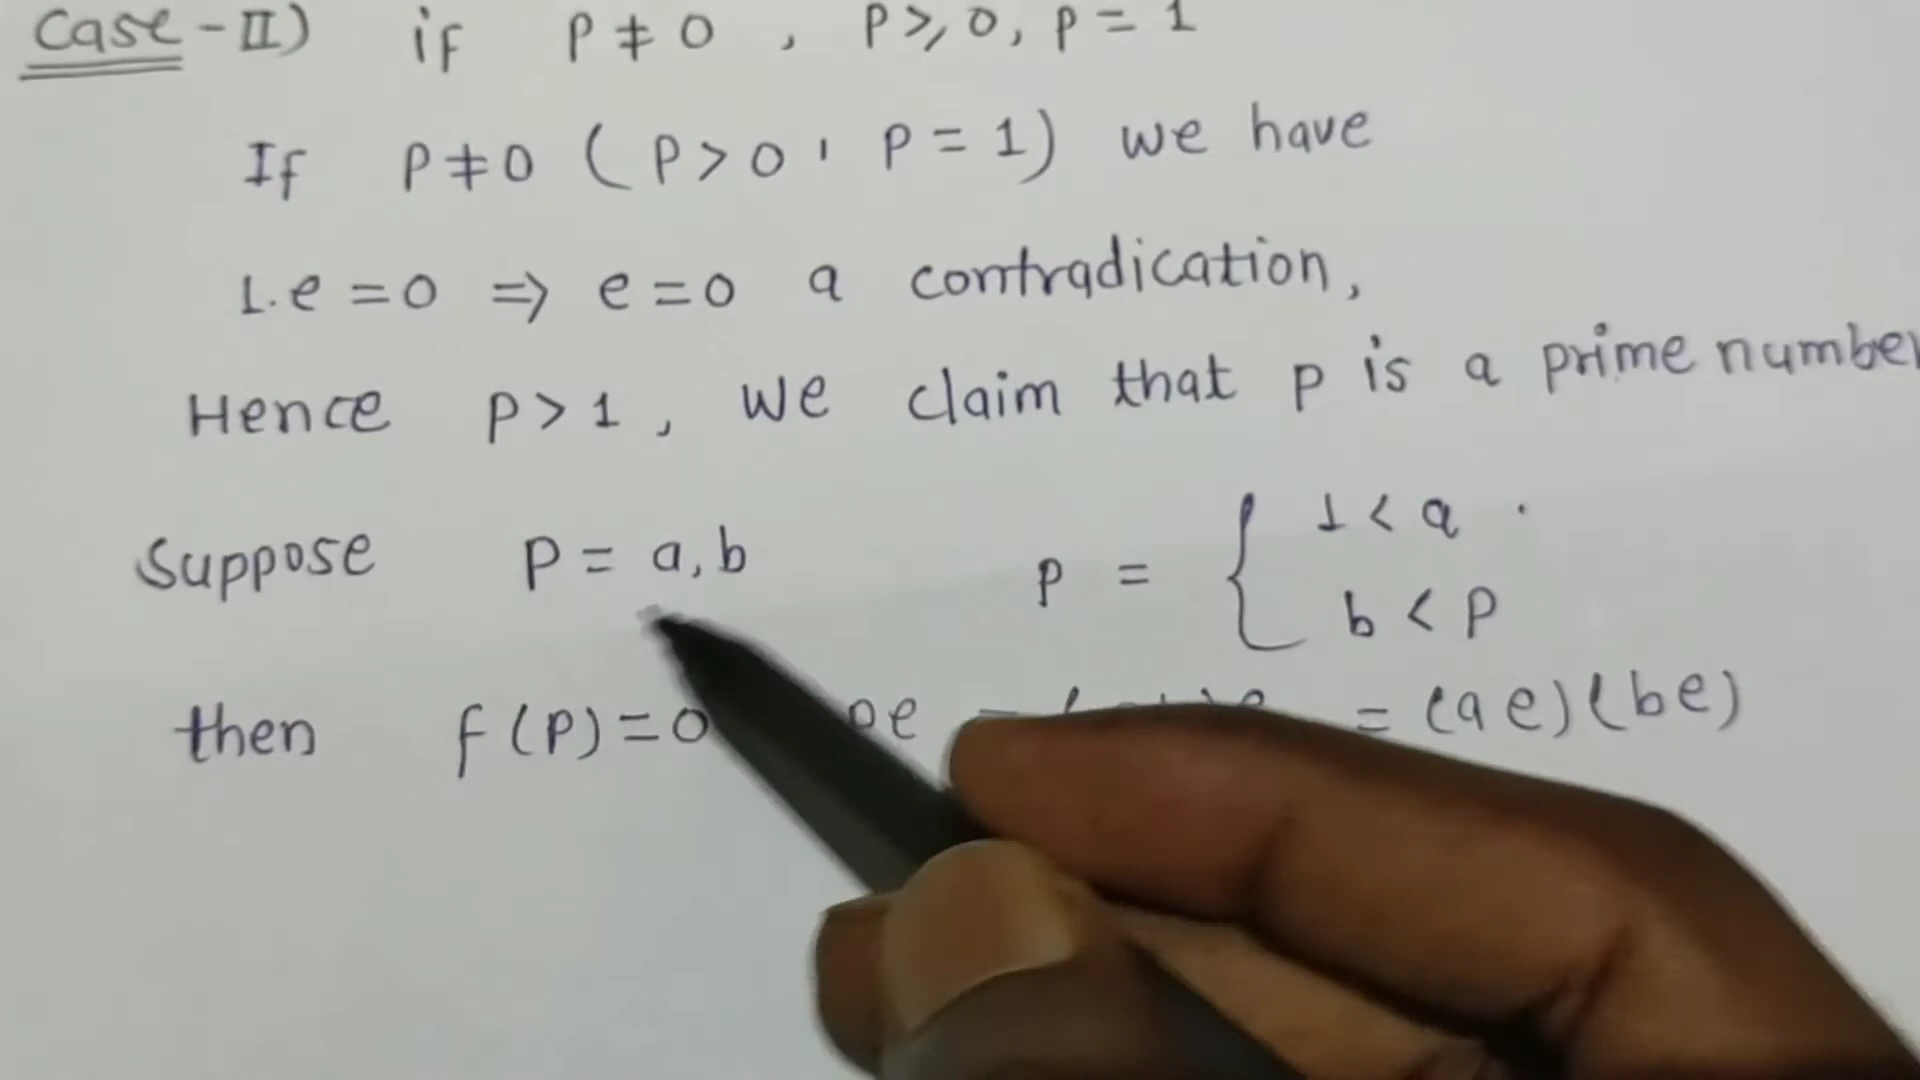 Case-II) if P ≠ 0 , P ⩾ 0, P = 1
If P ≠ 0 ( P > 0 , P = 1) we have
1.e = 0 ⇒ e = 0 a contradication,
Hence P > 1, we claim that p is a prime number
Suppose P = a, b p = { 1 < a .
b < P
then f(P) = 0 pe = = (ae)(be)